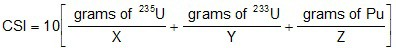 CSI = 10[ grams of ²³⁵U / X + grams of ²³³U / Y + grams of Pu / Z ]